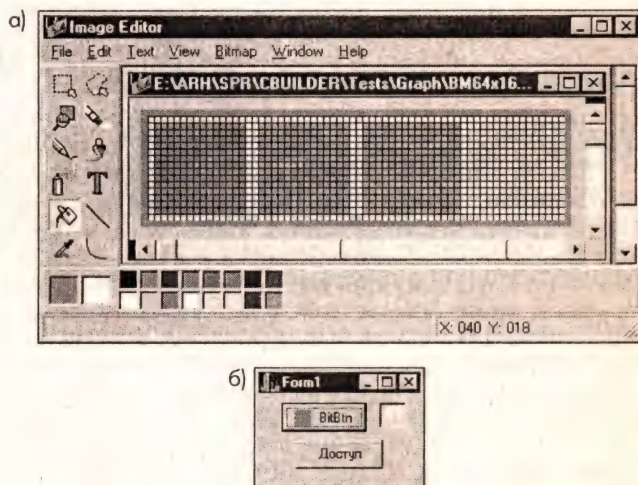 а)
Image Editor
File Edit Text View Bitmap Window Help
E:\ARH\SPR\CBUILDER\Tests\Graph\BM64x16...
T
X: 040 Y: 018
б)
Form1
BitBtn
Доступ